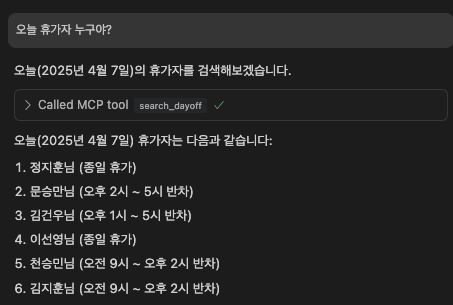 오늘 휴가자 누구야?
오늘(2025년 4월 7일)의 휴가자를 검색해보겠습니다.
> Called MCP tool search_dayoff ✓
오늘(2025년 4월 7일) 휴가자는 다음과 같습니다:
1. 정지훈님 (종일 휴가)
2. 문승만님 (오후 2시 ~ 5시 반차)
3. 김건우님 (오후 1시 ~ 5시 반차)
4. 이선영님 (종일 휴가)
5. 천승민님 (오전 9시 ~ 오후 2시 반차)
6. 김지훈님 (오전 9시 ~ 오후 2시 반차)